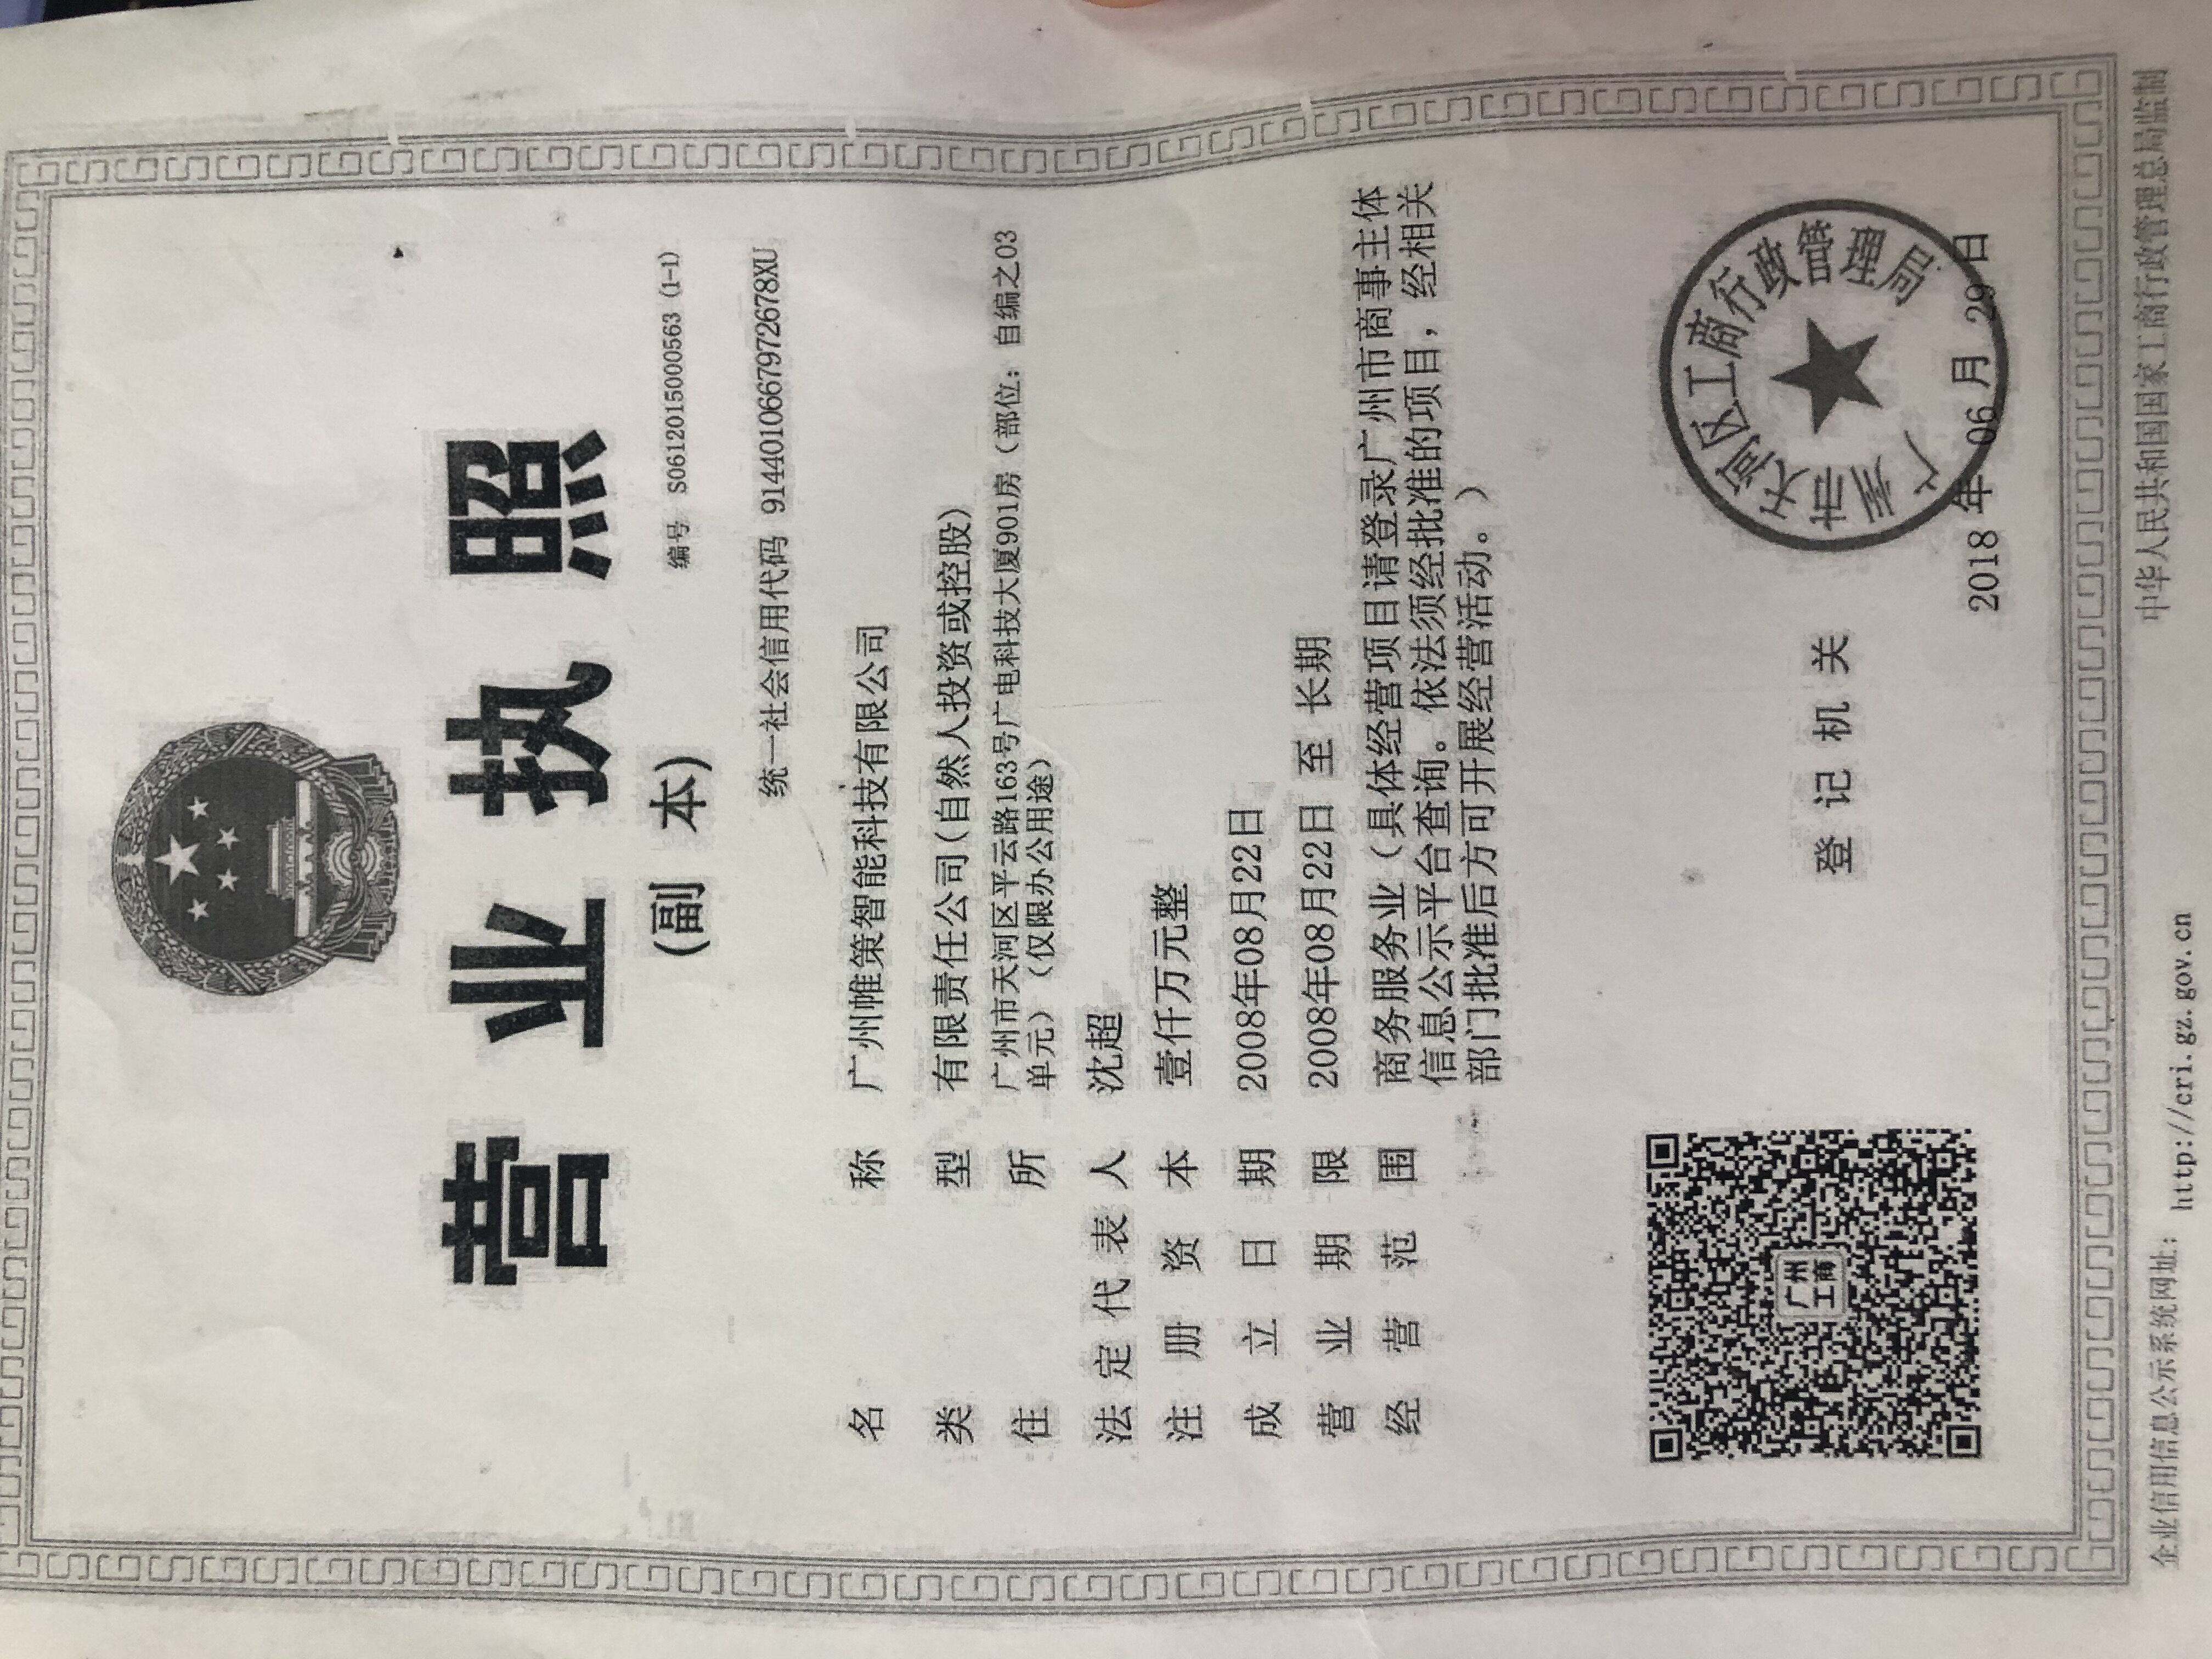 营业执照
(副本)
编号 S0612015000563 (1-1)
统一社会信用代码 9144010667972678XU
名称 广州帷策智能科技有限公司
类型 有限责任公司(自然人投资或控股)
住所 广州市天河区平云路163号广电科技大厦901房（部位：自编之03
单元）（仅限办公用途）
法定代表人 沈超
注册资本 壹仟万元整
成立日期 2008年08月22日
营业期限 2008年08月22日 至 长期
经营范围 商务服务业（具体经营项目请登录广州市商事主体
信息公示平台查询。依法须经批准的项目，经相关
部门批准后方可开展经营活动。）
广州
工商
登记机关
广州市天河区工商行政管理局
2018 年 06 月 29 日
企业信用信息公示系统网址： http://cri.gz.gov.cn
中华人民共和国国家工商行政管理总局监制